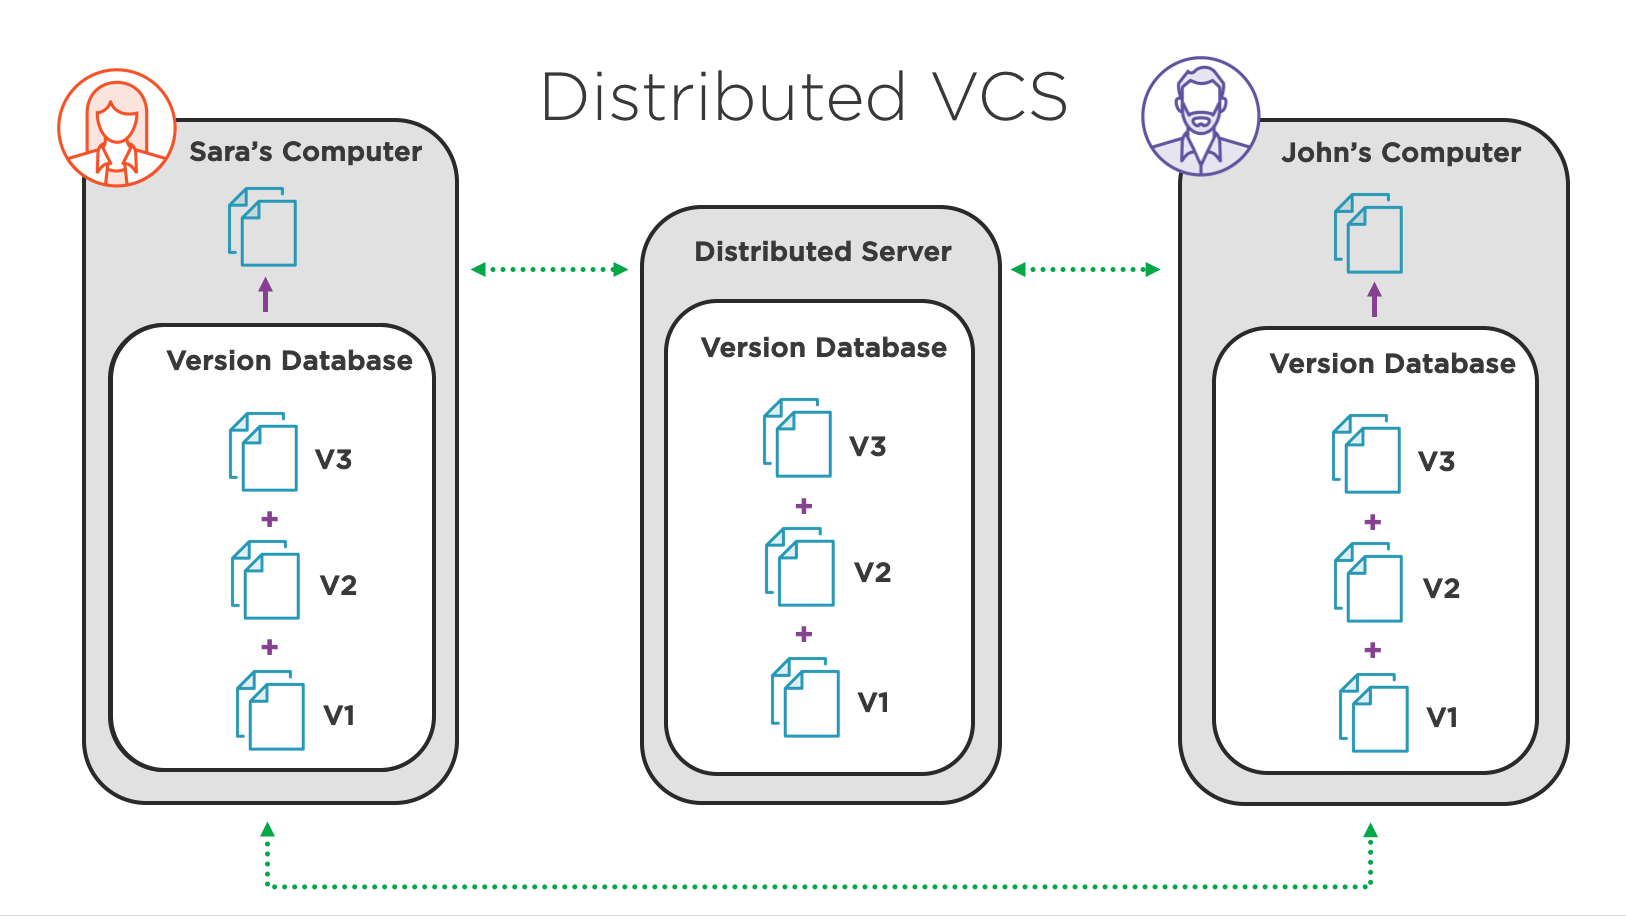 Distributed VCS
Sara’s Computer
Version Database
V3
+
V2
+
V1
Distributed Server
Version Database
V3
+
V2
+
V1
John’s Computer
Version Database
V3
+
V2
+
V1